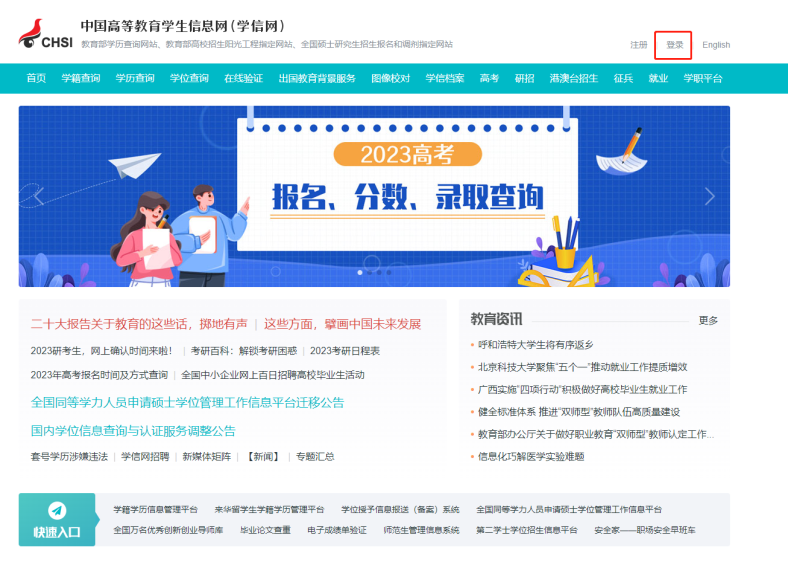 中国高等教育学生信息网(学信网)
CHSI
教育部学历查询网站、教育部高校招生阳光工程指定网站、全国硕士研究生招生报名和调剂指定网站
注册 登录 English
首页 学籍查询 学历查询 学位查询 在线验证 出国教育背景服务 图像校对 学信档案 高考 研招 港澳台招生 征兵 就业 学职平台
2023高考
报名、分数、录取查询
二十大报告关于教育的这些话,掷地有声 | 这些方面,擘画中国未来发展
2023研考生,网上确认时间来啦! | 考研百科:解锁考研困惑 | 2023考研日程表
2023年高考报名时间及方式查询 | 全国中小企业网上百日招聘高校毕业生活动
全国同等学力人员申请硕士学位管理工作信息平台迁移公告
国内学位信息查询与认证服务调整公告
套号学历涉嫌违法 | 学信网招聘 | 新媒体矩阵 | 【新闻】 | 专题汇总
教育资讯 更多
呼和浩特大学生将有序返乡
北京科技大学聚焦“五个一”推动就业工作提质增效
广西实施“四项行动”积极做好高校毕业生就业工作
健全标准体系 推进“双师型”教师队伍高质量建设
教育部办公厅关于做好职业教育“双师型”教师认定工作...
信息化巧解医学实验难题
快速入口
学籍学历信息管理平台 来华留学生学籍学历管理平台 学位授予信息报送(备案)系统 全国同等学力人员申请硕士学位管理工作信息平台
全国万名优秀创新创业导师库 毕业论文查重 电子成绩单验证 师范生管理信息系统 第二学士学位招生信息平台 安全家——职场安全早班车